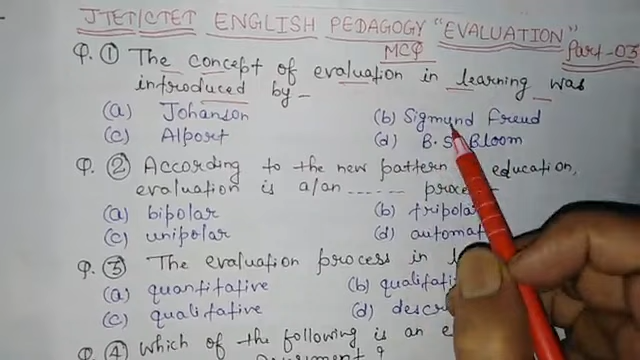 JTET/CTET ENGLISH PEDAGOGY "EVALUATION"
MCQ Part-03
Q. ① The concept of evaluation in learning was
introduced by -
(a) Johanson (b) Sigmund Freud
(c) Alport (d) B. S. Bloom
Q. ② According to the new pattern education,
evaluation is a/an ...... process
(a) bipolar (b) tripolar
(c) unipolar (d) automat
Q. ③ The evaluation process in
(a) quantitative (b) qualitati
(c) qualitative (d) descr
Q. ④ Which of the following is an